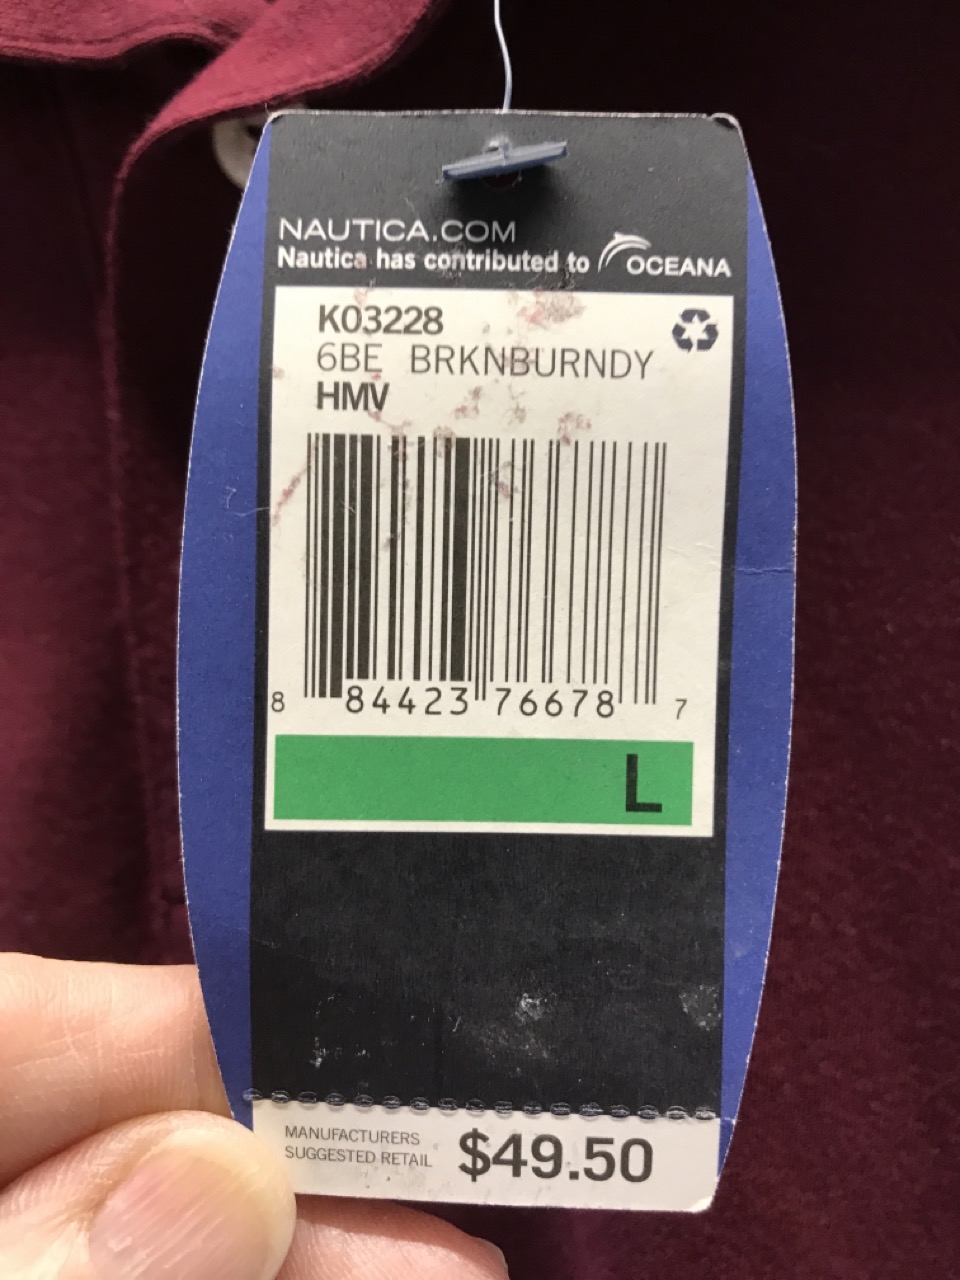 NAUTICA.COM
Nautica has contributed to OCEANA
K03228
6BE BRKNBURNDY
HMV
8 84423 76678 7
L
MANUFACTURERS
SUGGESTED RETAIL $49.50